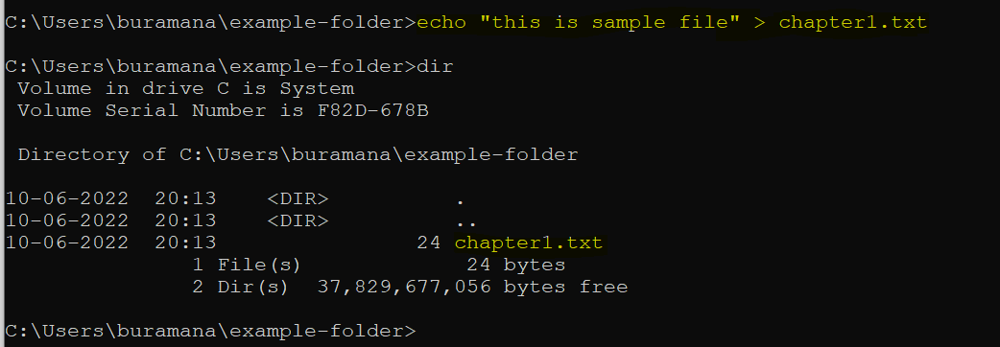 C:\Users\buramana\example-folder>echo "this is sample file" > chapter1.txt
C:\Users\buramana\example-folder>dir
Volume in drive C is System
Volume Serial Number is F82D-678B
Directory of C:\Users\buramana\example-folder
10-06-2022  20:13    <DIR>          .
10-06-2022  20:13    <DIR>          ..
10-06-2022  20:13                24 chapter1.txt
1 File(s)             24 bytes
2 Dir(s)  37,829,677,056 bytes free
C:\Users\buramana\example-folder>